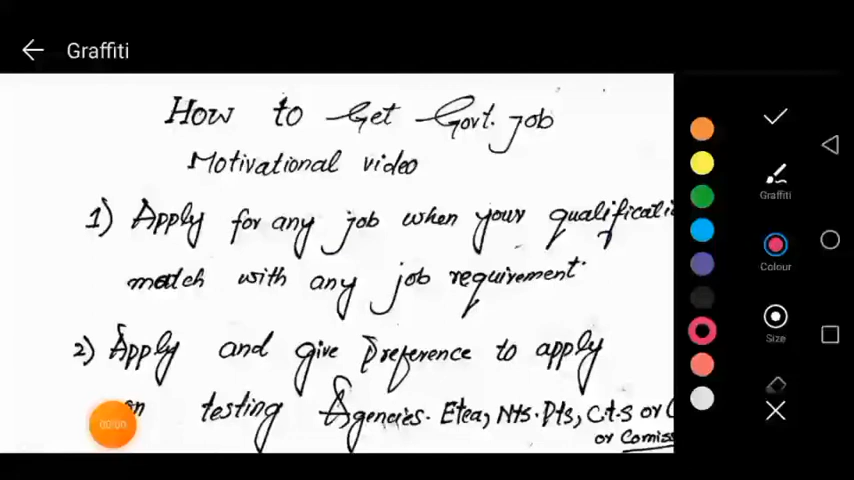 Graffiti
How to Get Govt. job
Motivational video
1) Apply for any job when your qualificati
match with any job requirement.
2) Apply and give Preference to apply
on testing Agencies. Etea, Nts. Pts, C.t.s or C
or Comiss
00:00
Graffiti
Colour
Size